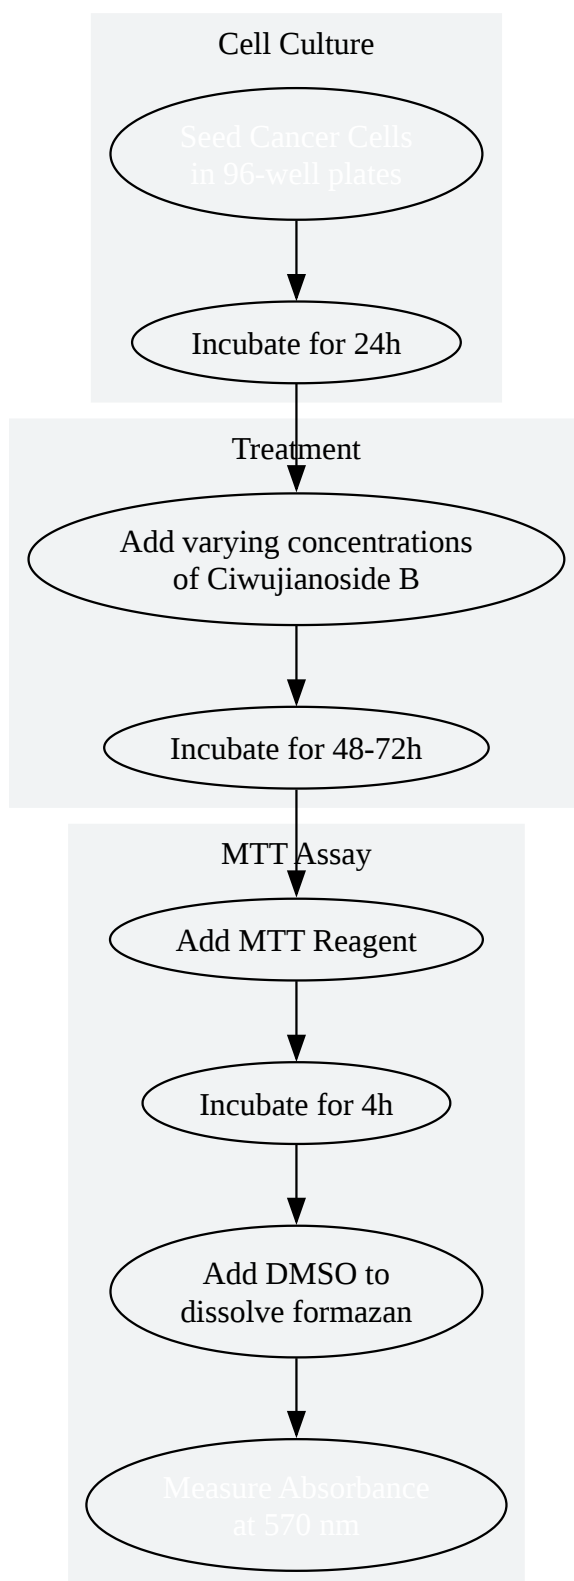 Cell Culture
Seed Cancer Cells
in 96-well plates
Incubate for 24h
Treatment
Add varying concentrations
of Ciwujianoside B
Incubate for 48-72h
MTT Assay
Add MTT Reagent
Incubate for 4h
Add DMSO to
dissolve formazan
Measure Absorbance
at 570 nm